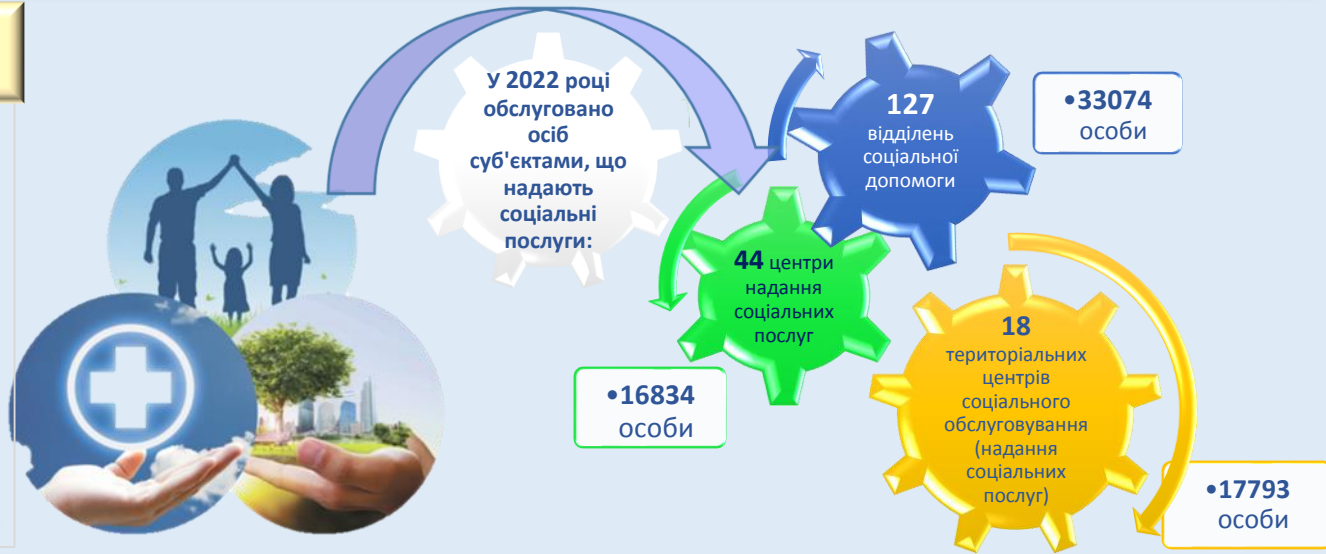 У 2022 році
обслуговано
осіб
суб'єктами, що
надають
соціальні
послуги:
127
відділень
соціальної
допомоги
•33074
особи
44 центри
надання
соціальних
послуг
•16834
особи
18
територіальних
центрів
соціального
обслуговування
(надання
соціальних
послуг)
•17793
особи